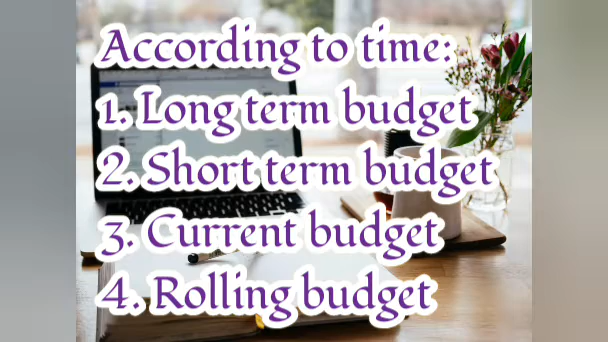 According to time:
1. Long term budget
2. Short term budget
3. Current budget
4. Rolling budget